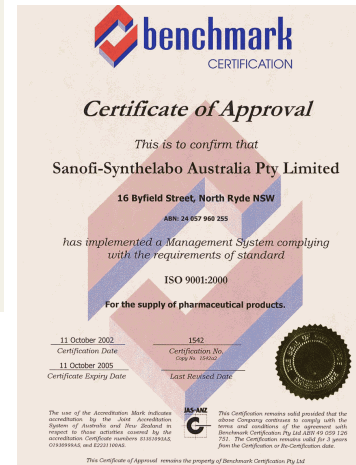 benchmark
CERTIFICATION
Certificate of Approval
This is to confirm that
Sanofi-Synthelabo Australia Pty Limited
16 Byfield Street, North Ryde NSW
ABN: 24 057 960 255
has implemented a Management System complying
with the requirements of standard
ISO 9001:2000
For the supply of pharmaceutical products.
11 October 2002
Certification Date
1542
Certification No.
Copy No. 1542a2
11 October 2005
Certificate Expiry Date
Last Revised Date
The use of the Accreditation Mark indicates
accreditation by the Joint Accreditation
System of Australia and New Zealand in
respect to those activities covered by the
accreditation Certificate numbers
JAS-ANZ
This Certification remains valid provided that the
above Company continues to comply with the
terms and conditions of the agreement with
Benchmark Certification Pty Ltd ABN 49 059 126
731. The Certification remains valid for 3 years
from the Certification or Re-Certification date.
This Certificate of Approval remains the property of Benchmark Certification Pty Ltd